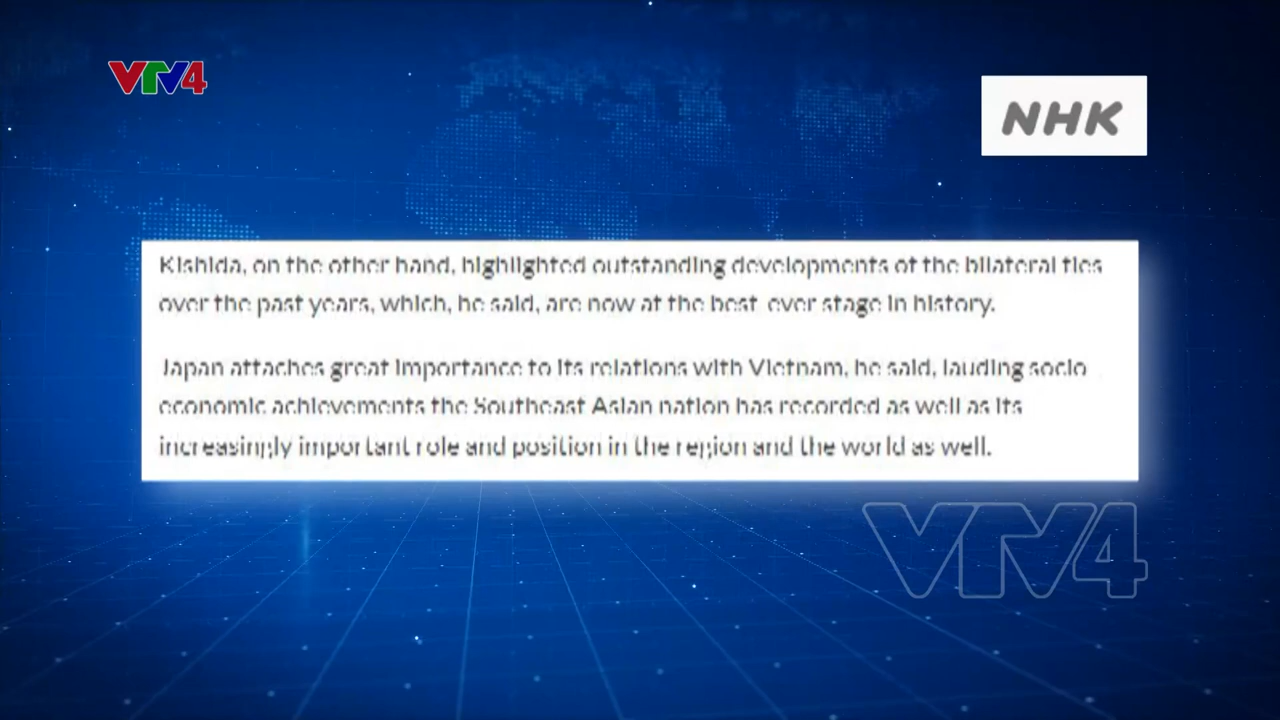 VTV4
NHK
Kishida, on the other hand, highlighted outstanding developments of the bilateral ties
over the past years, which, he said, are now at the best-ever stage in history.
Japan attaches great importance to its relations with Vietnam, he said, lauding socio-
economic achievements the Southeast Asian nation has recorded as well as its
increasingly important role and position in the region and the world as well.
VTV4